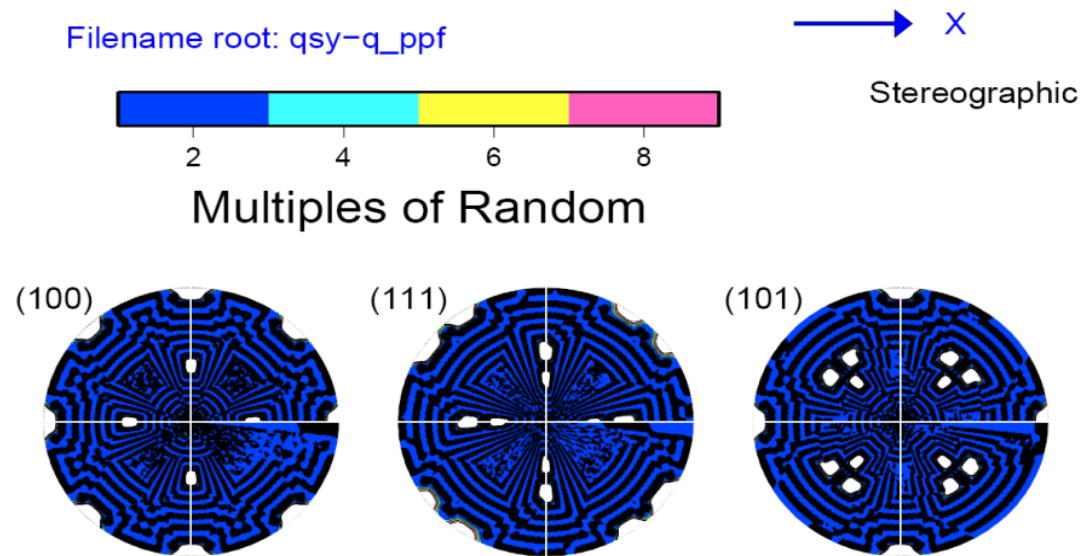 Filename root: qsy−q_ppf
X
Stereographic
2 4 6 8
Multiples of Random
(100) (111) (101)